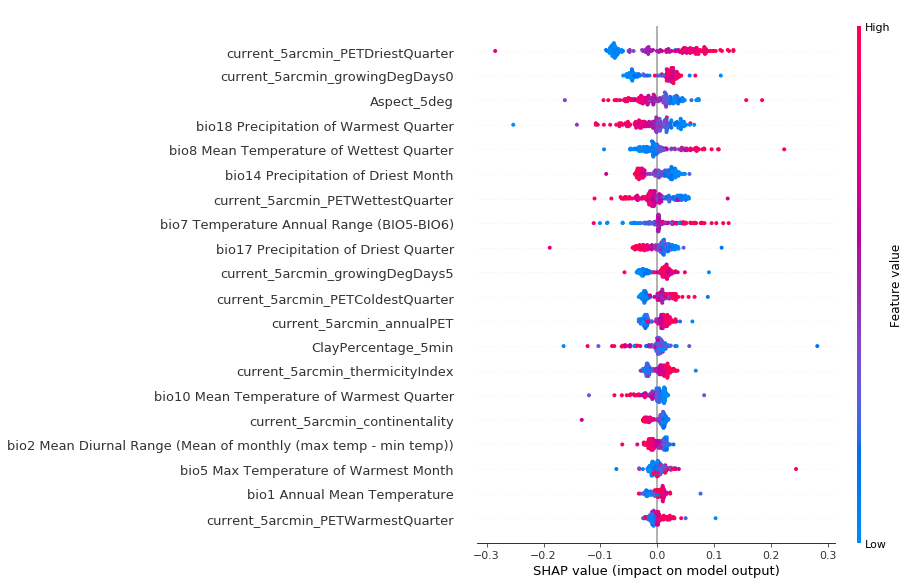 High
current_5arcmin_PETDriestQuarter
current_5arcmin_growingDegDays0
Aspect_5deg
bio18 Precipitation of Warmest Quarter
bio8 Mean Temperature of Wettest Quarter
bio14 Precipitation of Driest Month
current_5arcmin_PETWettestQuarter
bio7 Temperature Annual Range (BIO5-BIO6)
bio17 Precipitation of Driest Quarter
current_5arcmin_growingDegDays5
current_5arcmin_PETColdestQuarter
current_5arcmin_annualPET
ClayPercentage_5min
current_5arcmin_thermicityIndex
bio10 Mean Temperature of Warmest Quarter
current_5arcmin_continentality
bio2 Mean Diurnal Range (Mean of monthly (max temp - min temp))
bio5 Max Temperature of Warmest Month
bio1 Annual Mean Temperature
current_5arcmin_PETWarmestQuarter
Feature value
Low
−0.3 −0.2 −0.1 0.0 0.1 0.2 0.3
SHAP value (impact on model output)